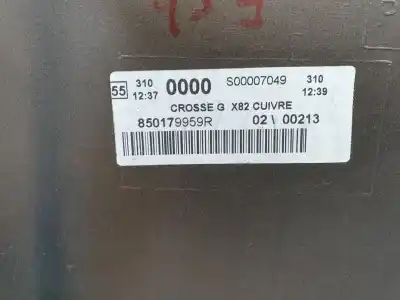 55 310 0000 S00007049 310
12:37 12:39
CROSSE G X82 CUIVRE
850179959R 02\ 00213